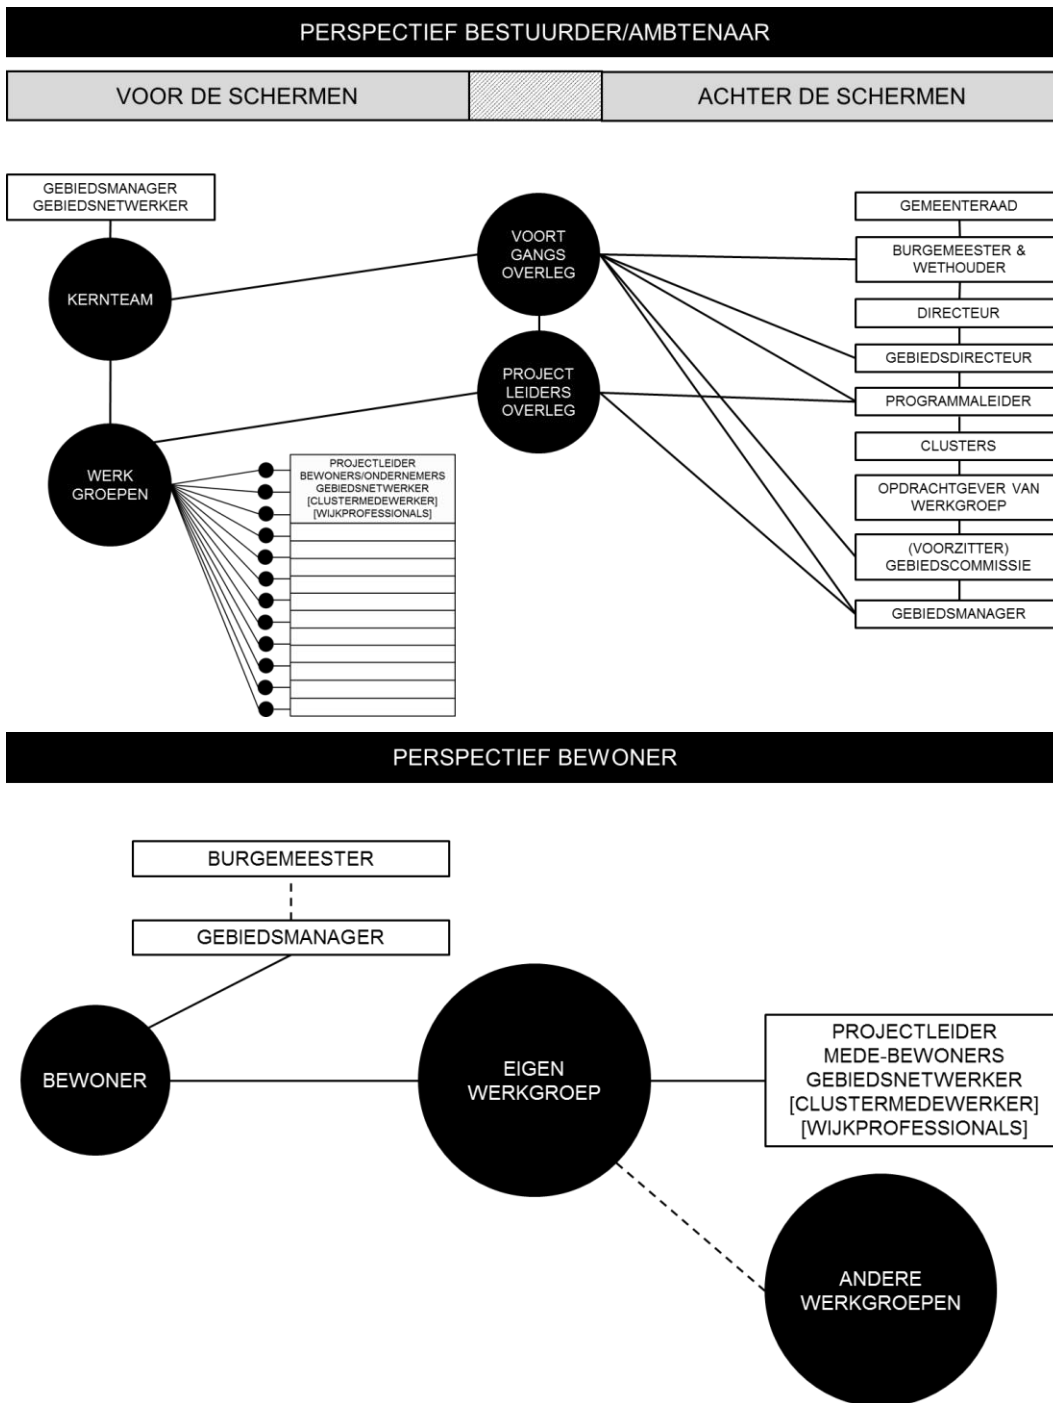 PERSPECTIEF BESTUURDER/AMBTENAAR
VOOR DE SCHERMEN
ACHTER DE SCHERMEN
GEBIEDSMANAGER
GEBIEDSNETWERKER
KERNTEAM
WERK
GROEPEN
PROJECTLEIDER
BEWONERS/ONDERNEMERS
GEBIEDSNETWERKER
[CLUSTERMEDEWERKER]
[WIJKPROFESSIONALS]
VOORT
GANGS
OVERLEG
PROJECT
LEIDERS
OVERLEG
GEMEENTERAAD
BURGEMEESTER &
WETHOUDER
DIRECTEUR
GEBIEDSDIRECTEUR
PROGRAMMALEIDER
CLUSTERS
OPDRACHTGEVER VAN
WERKGROEP
(VOORZITTER)
GEBIEDSCOMMISSIE
GEBIEDSMANAGER
PERSPECTIEF BEWONER
BURGEMEESTER
GEBIEDSMANAGER
BEWONER
EIGEN
WERKGROEP
PROJECTLEIDER
MEDE-BEWONERS
GEBIEDSNETWERKER
[CLUSTERMEDEWERKER]
[WIJKPROFESSIONALS]
ANDERE
WERKGROEPEN